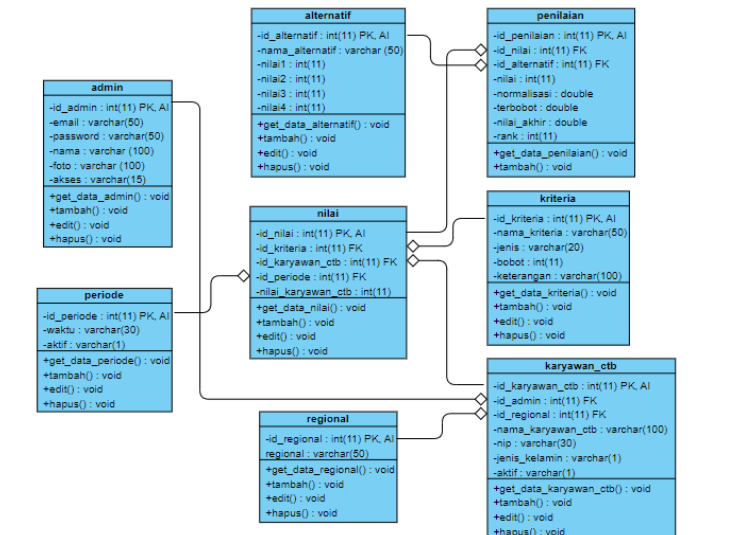 alternatif
-id_alternatif : int(11) PK, AI
-nama_alternatif : varchar (50)
-nilai1 : int(11)
-nilai2 : int(11)
-nilai3 : int(11)
-nilai4 : int(11)
+get_data_alternatif() : void
+tambah() : void
+edit() : void
+hapus() : void
penilaian
-id_penilaian : int(11) PK, AI
-id_nilai : int(11) FK
-id_alternatif : int(11) FK
-nilai : int(11)
-normalisasi : double
-terbobot : double
-nilai_akhir : double
-rank : int(11)
+get_data_penilaian() : void
+tambah() : void
admin
-id_admin : int(11) PK, AI
-email : varchar(50)
-password : varchar(50)
-nama : varchar (100)
-foto : varchar (100)
-akses : varchar(15)
+get_data_admin() : void
+tambah() : void
+edit() : void
+hapus() : void
nilai
-id_nilai : int(11) PK, AI
-id_kriteria : int(11) FK
-id_karyawan_ctb : int(11) FK
-id_periode : int(11) FK
-nilai_karyawan_ctb : int(11)
+get_data_nilai() : void
+tambah() : void
+edit() : void
+hapus() : void
kriteria
-id_kriteria : int(11) PK, AI
-nama_kriteria : varchar(50)
-jenis : varchar(20)
-bobot : int(11)
-keterangan : varchar(100)
+get_data_kriteria() : void
+tambah() : void
+edit() : void
+hapus() : void
periode
-id_periode : int(11) PK, AI
-waktu : varchar(30)
-aktif : varchar(1)
+get_data_periode() : void
+tambah() : void
+edit() : void
+hapus() : void
karyawan_ctb
-id_karyawan_ctb : int(11) PK, AI
-id_admin : int(11) FK
-id_regional : int(11) FK
-nama_karyawan_ctb : varchar(100)
-nip : varchar(30)
-jenis_kelamin : varchar(1)
-aktif : varchar(1)
+get_data_karyawan_ctb() : void
+tambah() : void
+edit() : void
+hapus() : void
regional
-id_regional : int(11) PK, AI
regional : varchar(50)
+get_data_regional() : void
+tambah() : void
+edit() : void
+hapus() : void